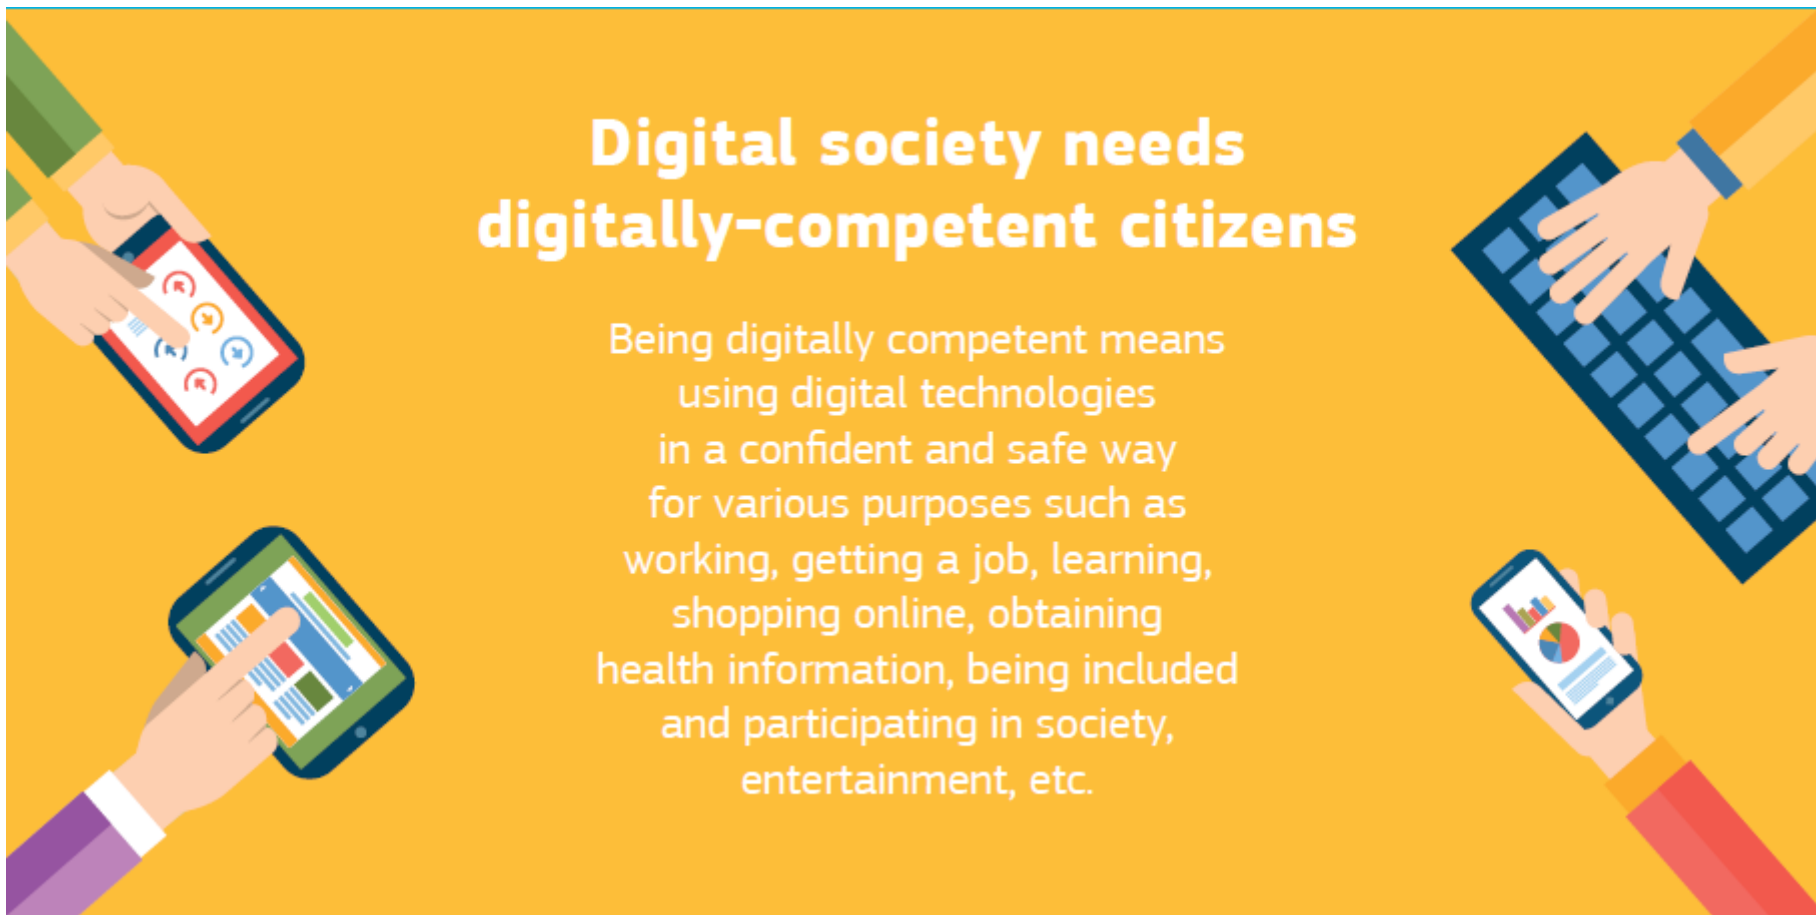 Digital society needs
digitally-competent citizens
Being digitally competent means
using digital technologies
in a confident and safe way
for various purposes such as
working, getting a job, learning,
shopping online, obtaining
health information, being included
and participating in society,
entertainment, etc.